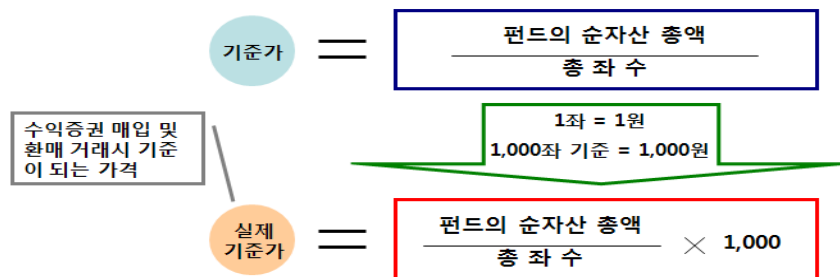 기준가
=
펀드의 순자산 총액
총 좌 수
수익증권 매입 및
환매 거래시 기준
이 되는 가격
1좌 = 1원
1,000좌 기준 = 1,000원
실제
기준가
=
펀드의 순자산 총액
총 좌 수
× 1,000